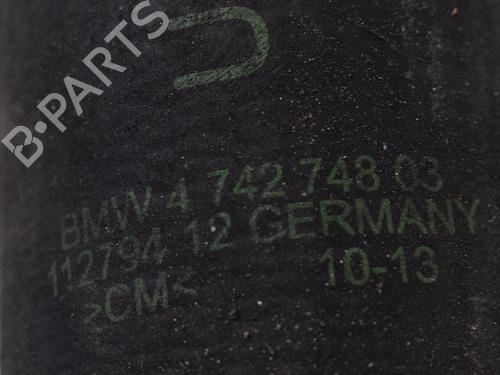 B-PARTS
BMW 4 742 748 03
112794 12 GERMANY
>CM< 10-13